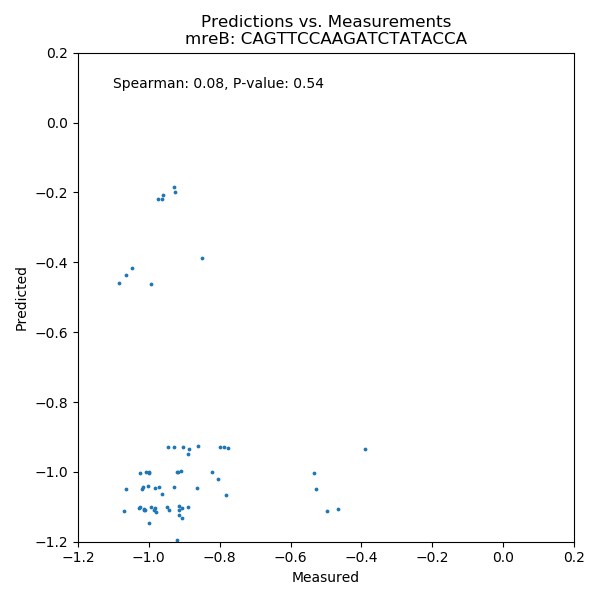 Predictions vs. Measurements
mreB: CAGTTCCAAGATCTATACCA
Spearman: 0.08, P-value: 0.54
0.2
0.0
−0.2
−0.4
−0.6
−0.8
−1.0
−1.2
Predicted
−1.2 −1.0 −0.8 −0.6 −0.4 −0.2 0.0 0.2
Measured